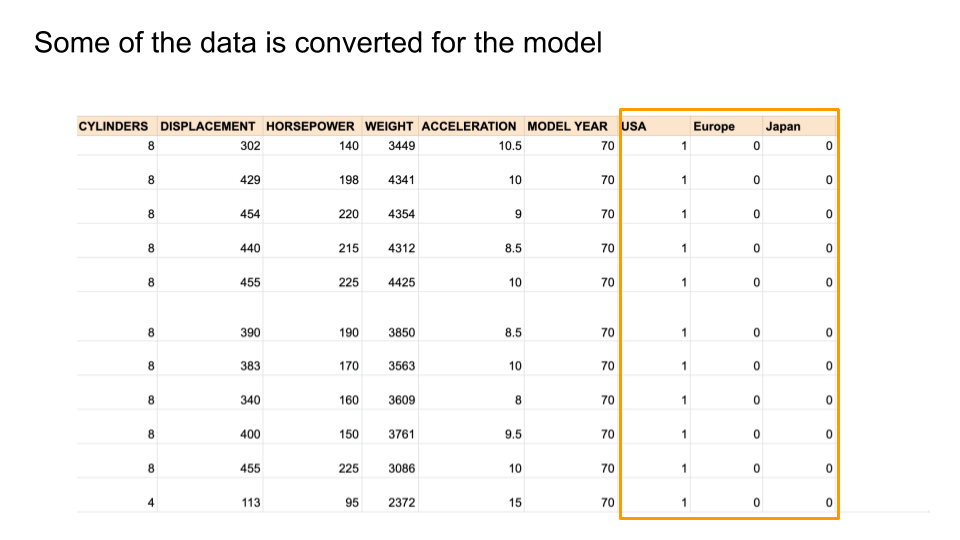 Some of the data is converted for the model
CYLINDERS DISPLACEMENT HORSEPOWER WEIGHT ACCELERATION MODEL YEAR USA Europe Japan
8 302 140 3449 10.5 70 1 0 0
8 429 198 4341 10 70 1 0 0
8 454 220 4354 9 70 1 0 0
8 440 215 4312 8.5 70 1 0 0
8 455 225 4425 10 70 1 0 0
8 390 190 3850 8.5 70 1 0 0
8 383 170 3563 10 70 1 0 0
8 340 160 3609 8 70 1 0 0
8 400 150 3761 9.5 70 1 0 0
8 455 225 3086 10 70 1 0 0
4 113 95 2372 15 70 1 0 0